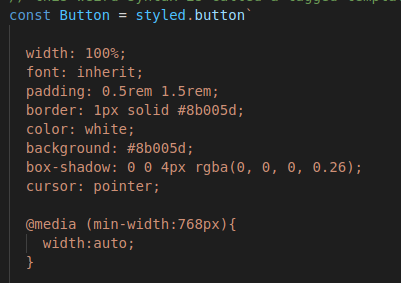 const Button = styled.button`
width: 100%;
font: inherit;
padding: 0.5rem 1.5rem;
border: 1px solid #8b005d;
color: white;
background: #8b005d;
box-shadow: 0 0 4px rgba(0, 0, 0, 0.26);
cursor: pointer;
@media (min-width:768px){
width:auto;
}